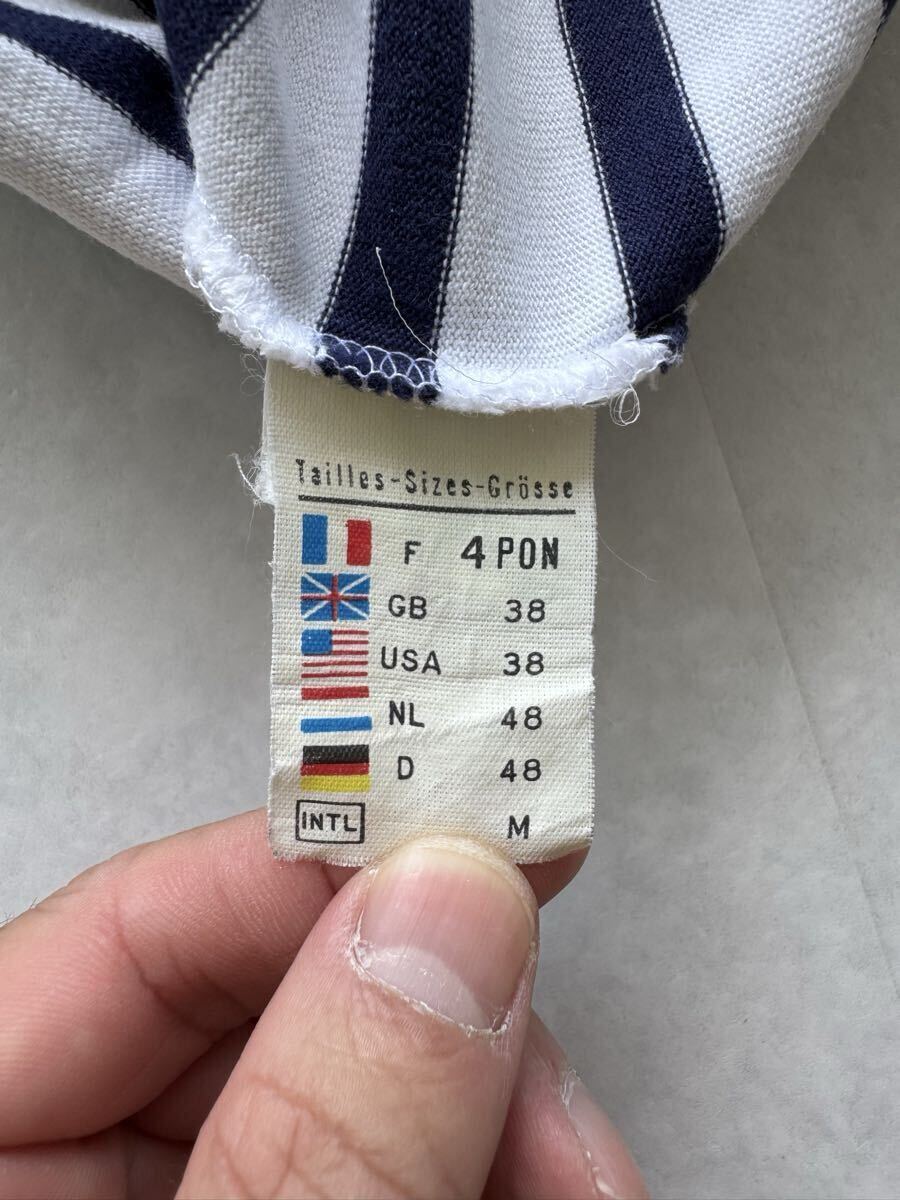 Tailles-Sizes-Grösse
F 4 PON
GB 38
USA 38
NL 48
D 48
INTL M